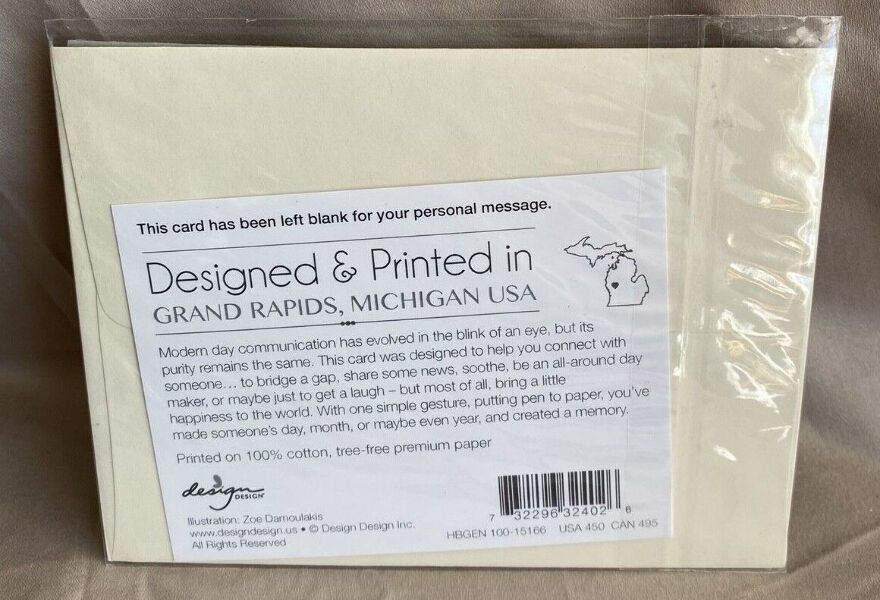 This card has been left blank for your personal message.
Designed & Printed in
GRAND RAPIDS, MICHIGAN USA
Modern day communication has evolved in the blink of an eye, but its
purity remains the same. This card was designed to help you connect with
someone... to bridge a gap, share some news, soothe, be an all-around day
maker, or maybe just to get a laugh – but most of all, bring a little
happiness to the world. With one simple gesture, putting pen to paper, you've
made someone's day, month, or maybe even year, and created a memory.
Printed on 100% cotton, tree-free premium paper
design DESIGN®
Illustration: Zoe Damoulakis
www.designdesign.us • © Design Design Inc.
All Rights Reserved
7 32296 32402 6
HBGEN 100-15166 USA 450 CAN 495